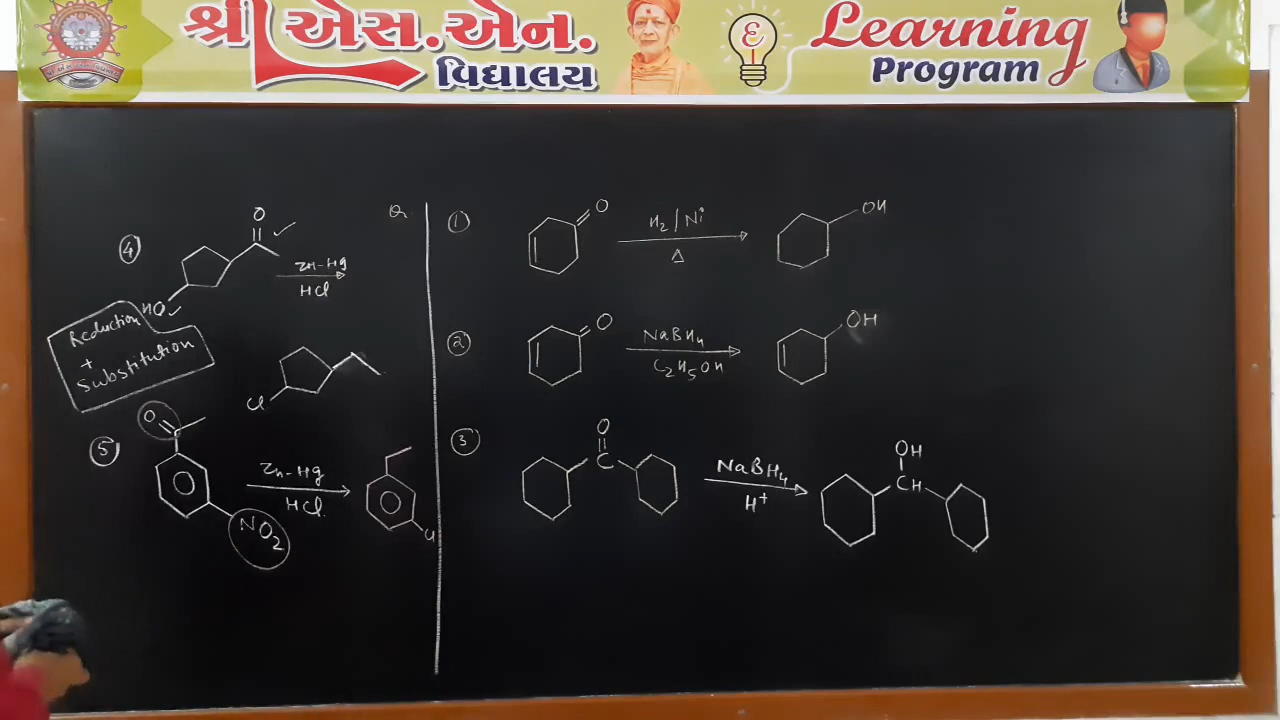 શ્રી એસ.એન.
વિદ્યાલય
ε
Learning
Program
4
O
HO
Zn-Hg
HCl
Reduction
+
Substitution
Cl
5
O
NO2
Zn-Hg
HCl
Cl
Q.
1
O
H2/Ni
Δ
OH
2
O
NaBH4
C2H5OH
OH
3
O
C
NaBH4
H+
OH
CH